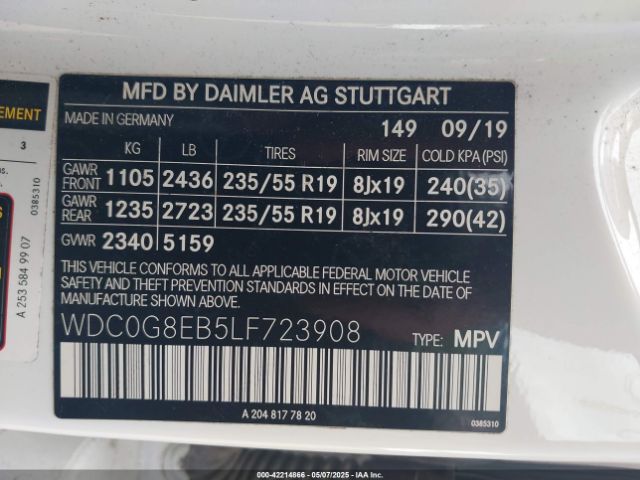 MFD BY DAIMLER AG STUTTGART
MADE IN GERMANY 149 09/19
KG LB TIRES RIM SIZE COLD KPA(PSI)
GAWR FRONT 1105 2436 235/55 R19 8Jx19 240(35)
GAWR REAR 1235 2723 235/55 R19 8Jx19 290(42)
GVWR 2340 5159
THIS VEHICLE CONFORMS TO ALL APPLICABLE FEDERAL MOTOR VEHICLE
SAFETY AND THEFT PREVENTION STANDARDS IN EFFECT ON THE DATE OF
MANUFACTURE SHOWN ABOVE.
WDC0G8EB5LF723908 TYPE: MPV
A 204 817 78 20
0385310
EMENT
3
0385310
A 253 584 99 07
000-42214866 - 05/07/2025 - IAAI.COM